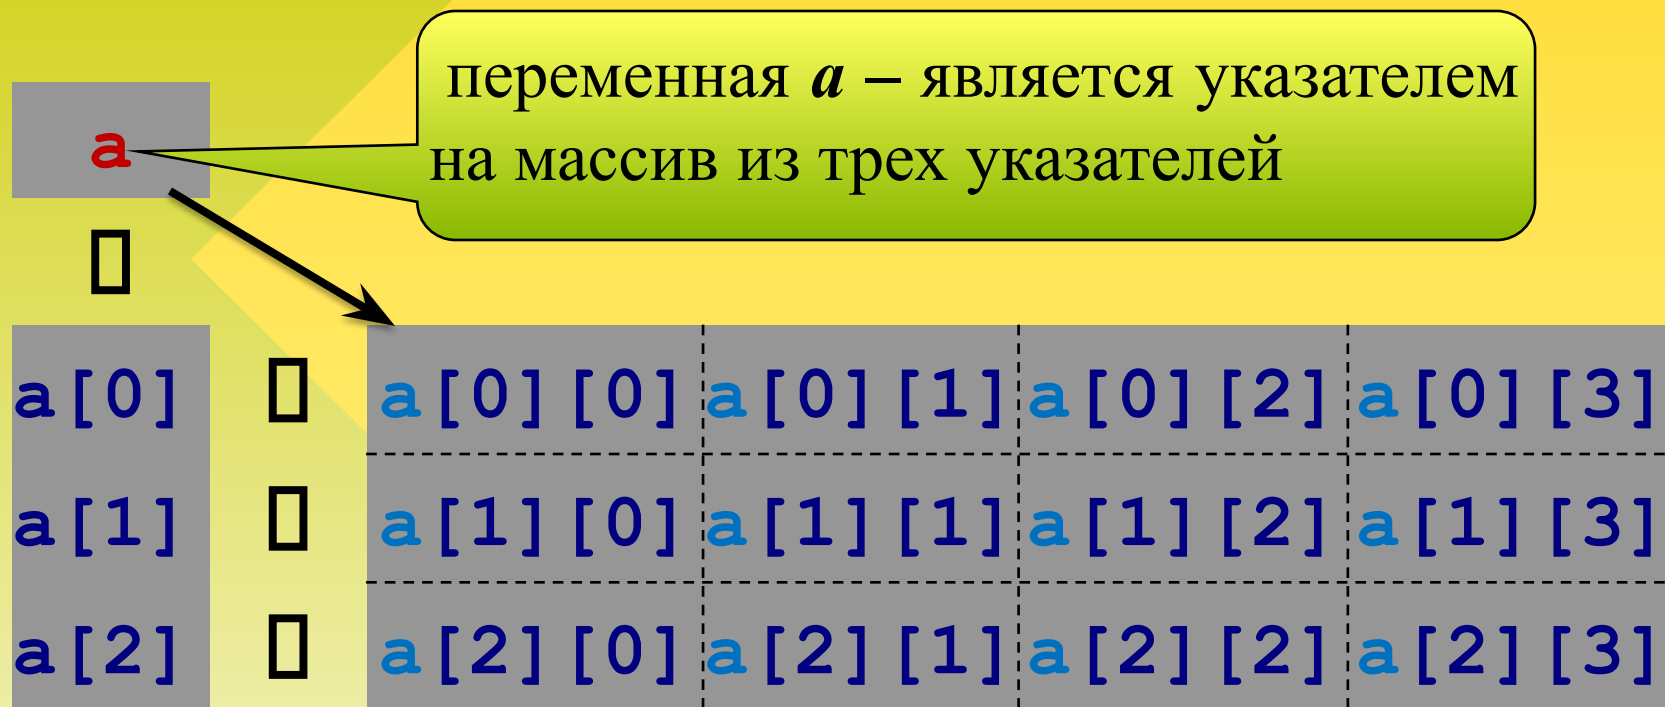 переменная a – является указателем
на массив из трех указателей
a
a[0] a[0][0] a[0][1] a[0][2] a[0][3]
a[1] a[1][0] a[1][1] a[1][2] a[1][3]
a[2] a[2][0] a[2][1] a[2][2] a[2][3]